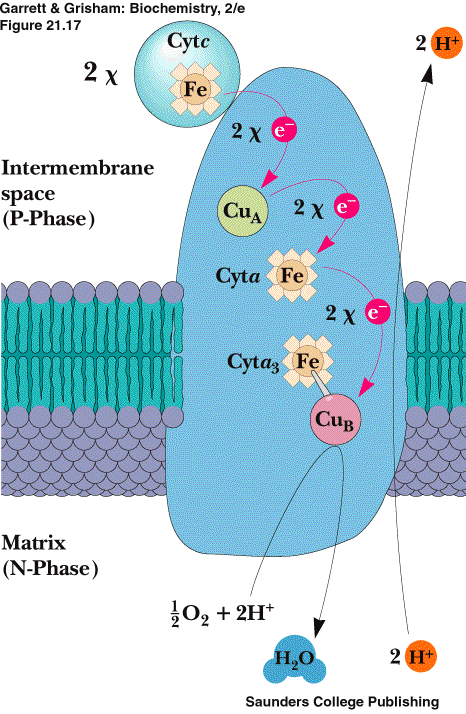 Garrett & Grisham: Biochemistry, 2/e
Figure 21.17
Cytc
2 χ
Fe
2 H⁺
2 χ e⁻
Intermembrane
space
(P-Phase)
CuA
2 χ e⁻
Cyta Fe
2 χ e⁻
Cyta₃ Fe
CuB
Matrix
(N-Phase)
½O₂ + 2H⁺
H₂O
2 H⁺
Saunders College Publishing